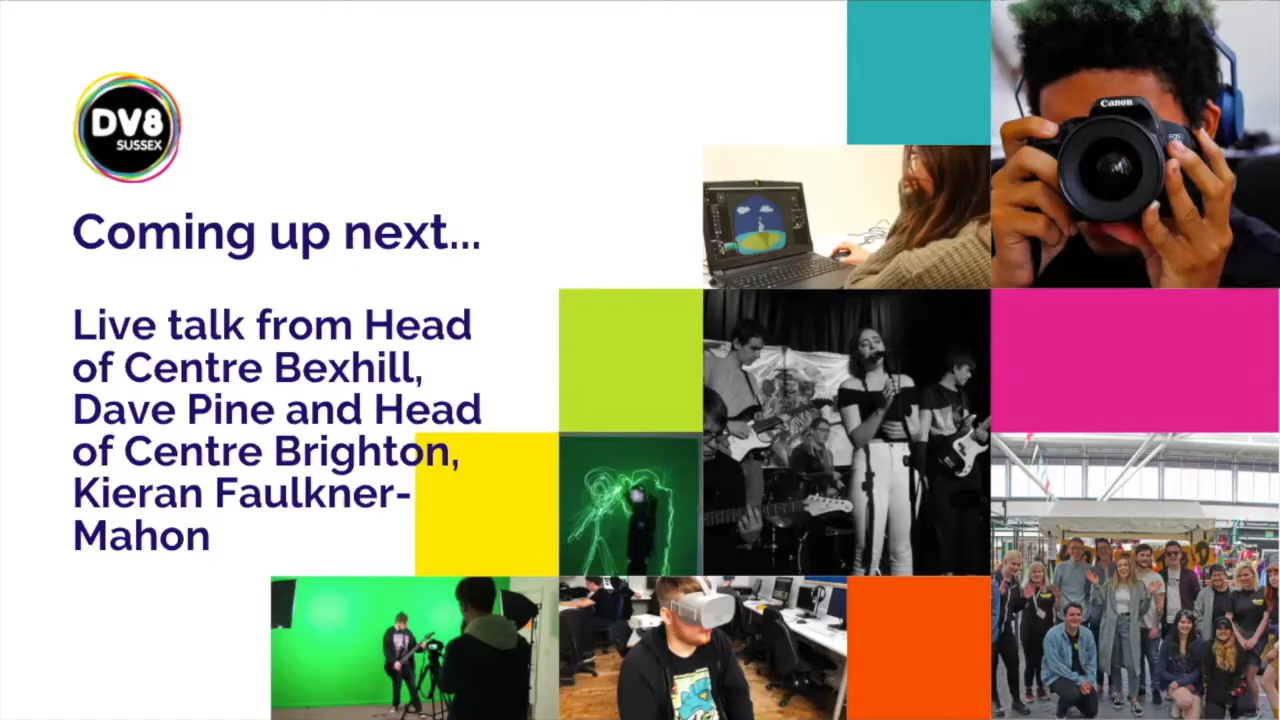 DV8
SUSSEX
Coming up next...
Live talk from Head
of Centre Bexhill,
Dave Pine and Head
of Centre Brighton,
Kieran Faulkner-
Mahon
Canon
EOS